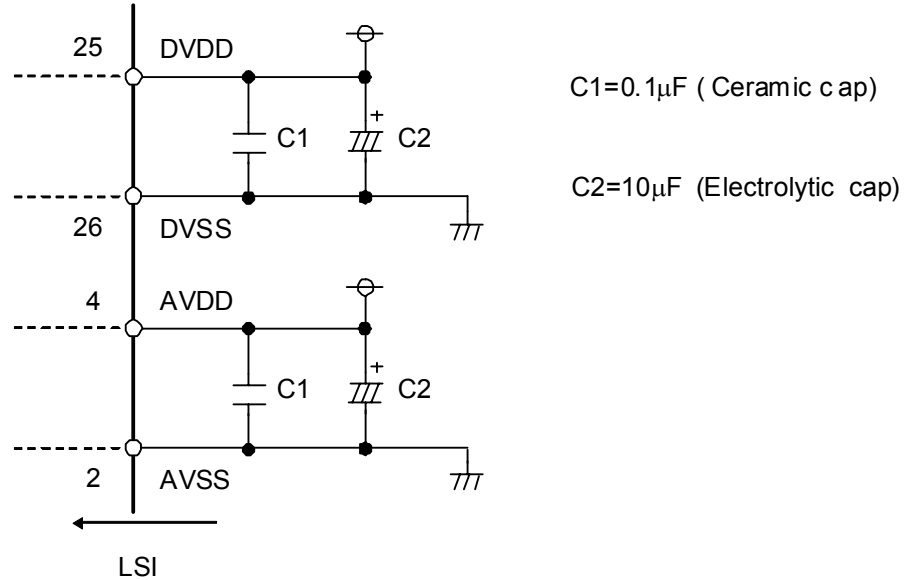 25 DVDD
C1 + C2
26 DVSS
4 AVDD
C1 + C2
2 AVSS
LSI
C1=0.1μF ( Ceramic cap)
C2=10μF (Electrolytic cap)